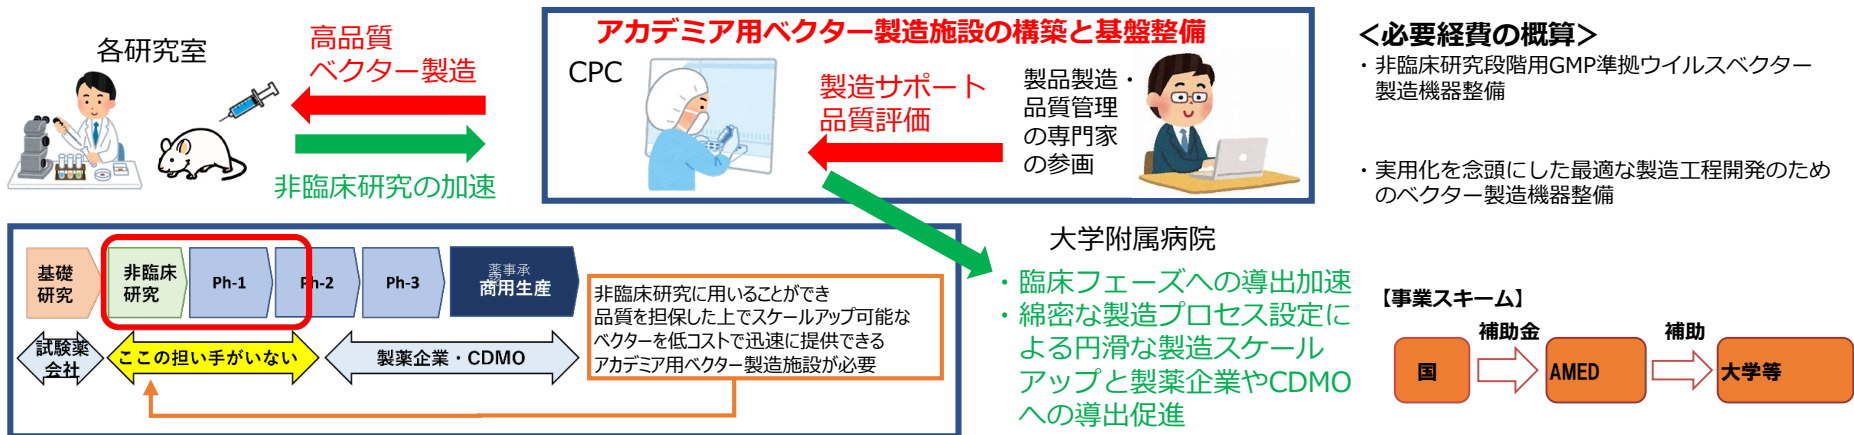 各研究室
高品質
ベクター製造
非臨床研究の加速
アカデミア用ベクター製造施設の構築と基盤整備
CPC
製造サポート
品質評価
製品製造・
品質管理
の専門家
の参画
＜必要経費の概算＞
・非臨床研究段階用GMP準拠ウイルスベクター
製造機器整備
・実用化を念頭にした最適な製造工程開発のため
のベクター製造機器整備
基礎
研究
非臨床
研究
Ph-1
Ph-2
Ph-3
薬事承
商用生産
試験薬
会社
ここの担い手がいない
製薬企業・CDMO
非臨床研究に用いることができ
品質を担保した上でスケールアップ可能な
ベクターを低コストで迅速に提供できる
アカデミア用ベクター製造施設が必要
大学附属病院
・臨床フェーズへの導出加速
・綿密な製造プロセス設定に
よる円滑な製造スケール
アップと製薬企業やCDMO
への導出促進
【事業スキーム】
補助金
補助
国
AMED
大学等